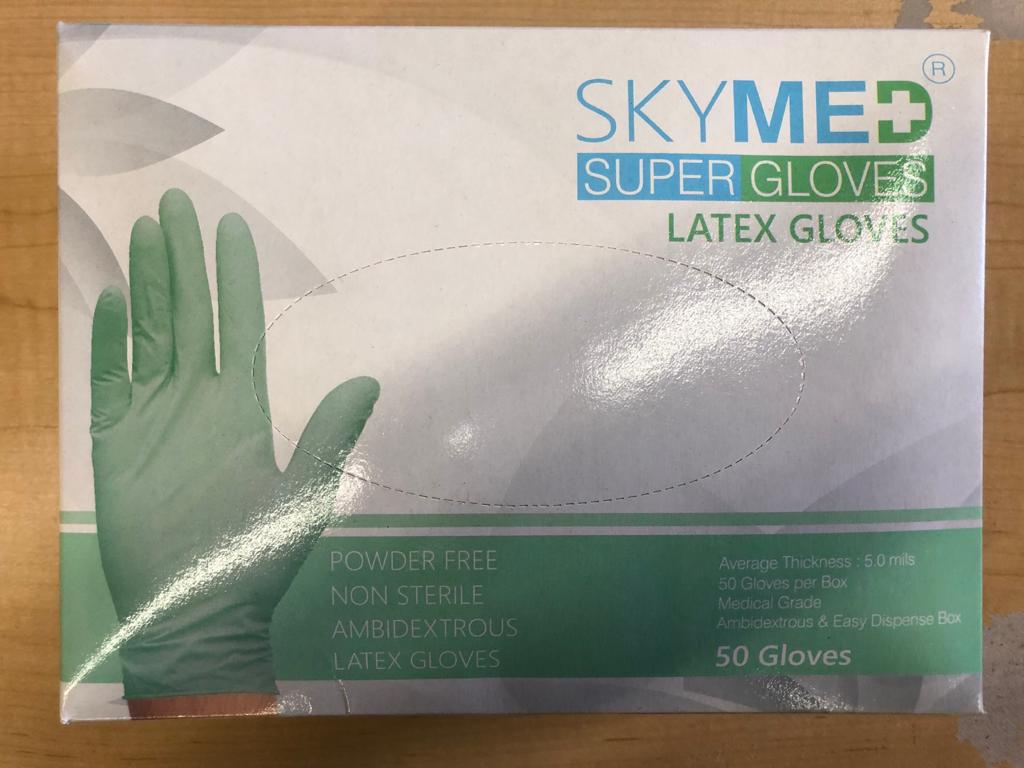 SKYMED®
SUPER GLOVES
LATEX GLOVES
POWDER FREE
NON STERILE
AMBIDEXTROUS
LATEX GLOVES
Average Thickness : 5.0 mils
50 Gloves per Box
Medical Grade
Ambidextrous & Easy Dispense Box
50 Gloves